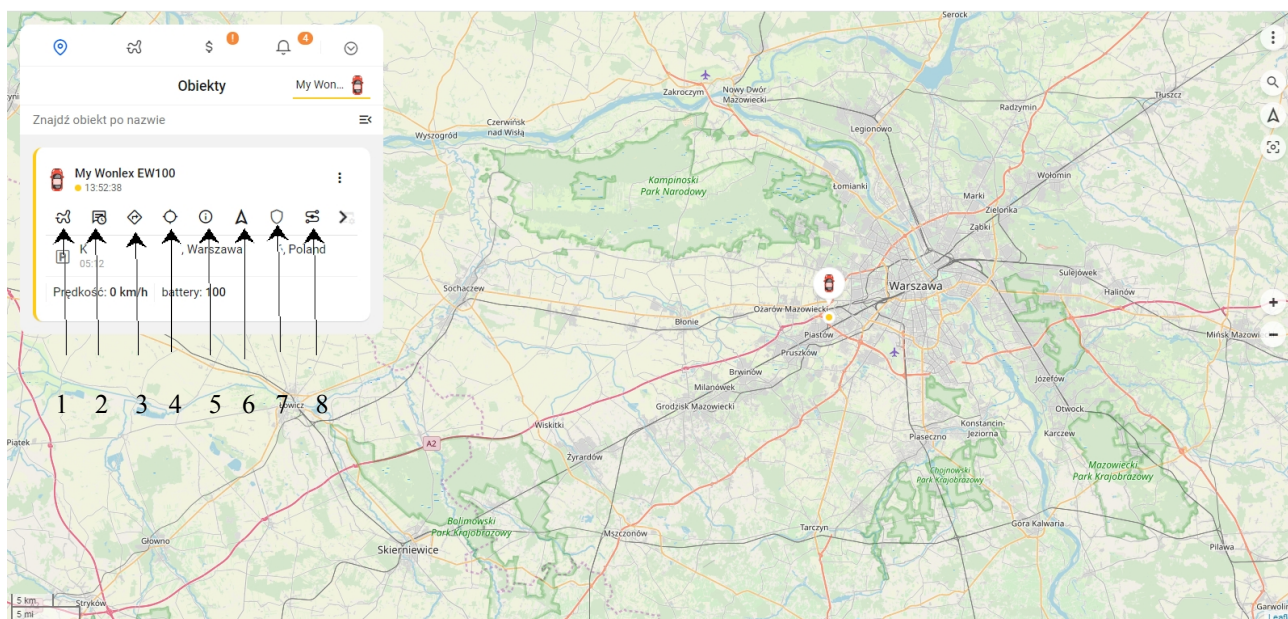 $ ! 4
Obiekty
My Won...
Znajdź obiekt po nazwie
My Wonlex EW100
13:52:38
K , Warszawa , Poland
P
05:12
Prędkość: 0 km/h battery: 100
1 2 3 4 5 6 7 8
Serock
Zakroczym
Nowy Dwór
Mazowiecki
Tłuszcz
Radzymin
Wyszogród
Czerwińsk
nad Wisłą
Legionowo
Kampinoski
Park Narodowy
Łomianki
Wołomin
Marki
Zielonka
Ząbki
Sochaczew
Sulejówek
Halinów
Warszawa
Ożarów Mazowiecki
Błonie
Piastów
Mińsk Mazowi
Pruszków
Brwinów
Milanówek
Józefów
Grodzisk Mazowiecki
Łowicz
Otwock
Wiskitki
Konstancin-
Jeziorna
Karczew
Piaseczno
Piątek
A2
Żyrardów
Chojnowski
Park Krajobrazowy
Mazowiecki
Park Krajobrazowy
Bolimowski
Park Krajobrazowy
Góra Kalwaria
Tarczyn
Mszczonów
Głowno
Skierniewice
Pilawa
Stryków
5 km
5 mi
Garwolin
Leafl
+
−